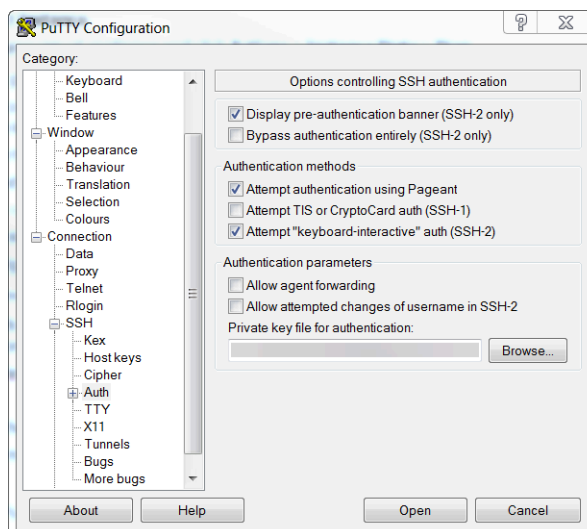 PuTTY Configuration
Category:
Keyboard
Bell
Features
Window
Appearance
Behaviour
Translation
Selection
Colours
Connection
Data
Proxy
Telnet
Rlogin
SSH
Kex
Host keys
Cipher
Auth
TTY
X11
Tunnels
Bugs
More bugs
Options controlling SSH authentication
Display pre-authentication banner (SSH-2 only)
Bypass authentication entirely (SSH-2 only)
Authentication methods
Attempt authentication using Pageant
Attempt TIS or CryptoCard auth (SSH-1)
Attempt "keyboard-interactive" auth (SSH-2)
Authentication parameters
Allow agent forwarding
Allow attempted changes of username in SSH-2
Private key file for authentication:
Browse...
About
Help
Open
Cancel